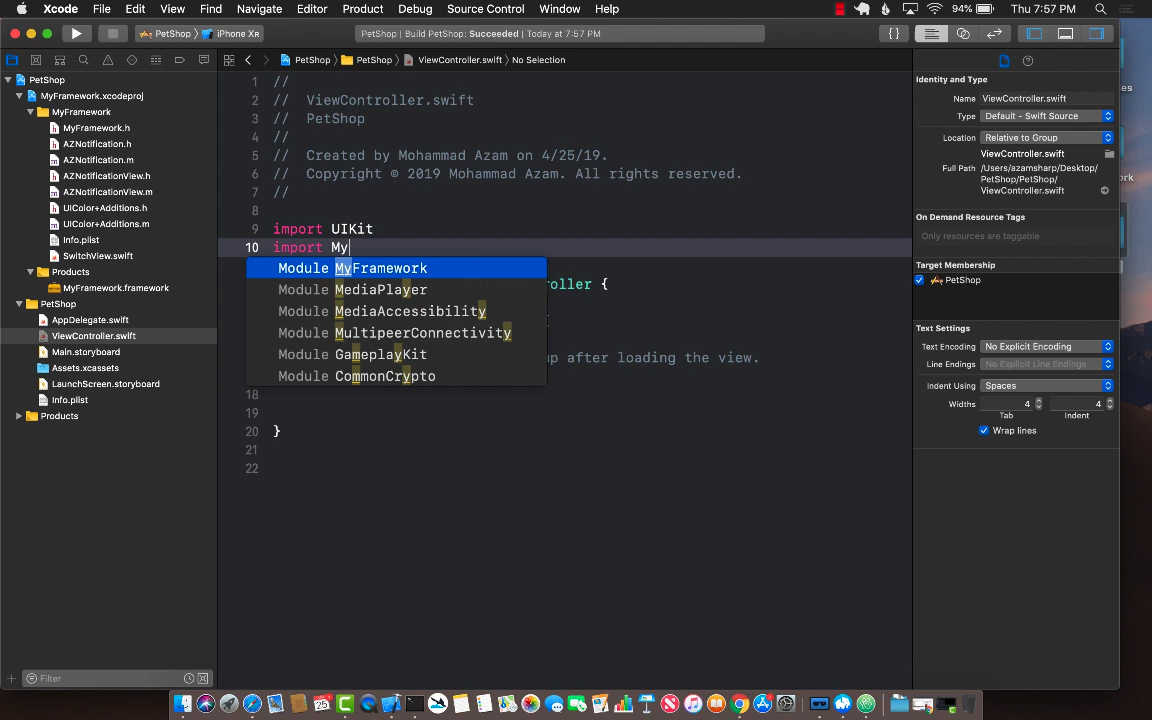 Xcode File Edit View Find Navigate Editor Product Debug Source Control Window Help 94% Thu 7:57 PM
PetShop iPhone XR
PetShop | Build PetShop: Succeeded | Today at 7:57 PM
PetShop PetShop ViewController.swift No Selection
PetShop
MyFramework.xcodeproj
MyFramework
MyFramework.h
AZNotification.h
AZNotification.m
AZNotificationView.h
AZNotificationView.m
UIColor+Additions.h
UIColor+Additions.m
Info.plist
SwitchView.swift
Products
MyFramework.framework
PetShop
AppDelegate.swift
ViewController.swift
Main.storyboard
Assets.xcassets
LaunchScreen.storyboard
Info.plist
Products
Filter
1 //
2 // ViewController.swift
3 // PetShop
4 //
5 // Created by Mohammad Azam on 4/25/19.
6 // Copyright © 2019 Mohammad Azam. All rights reserved.
7 //
8
9 import UIKit
10 import My
Module MyFramework
Module MediaPlayer
Module MediaAccessibility
Module MultipeerConnectivity
Module GameplayKit
Module CommonCrypto
oller {
up after loading the view.
18
19
20 }
21
22
Identity and Type
Name ViewController.swift
Type Default - Swift Source
Location Relative to Group
ViewController.swift
Full Path /Users/azamsharp/Desktop/
PetShop/PetShop/
ViewController.swift
On Demand Resource Tags
Only resources are taggable
Target Membership
PetShop
Text Settings
Text Encoding No Explicit Encoding
Line Endings No Explicit Line Endings
Indent Using Spaces
Widths 4 4
Tab Indent
Wrap lines
es
ork
25